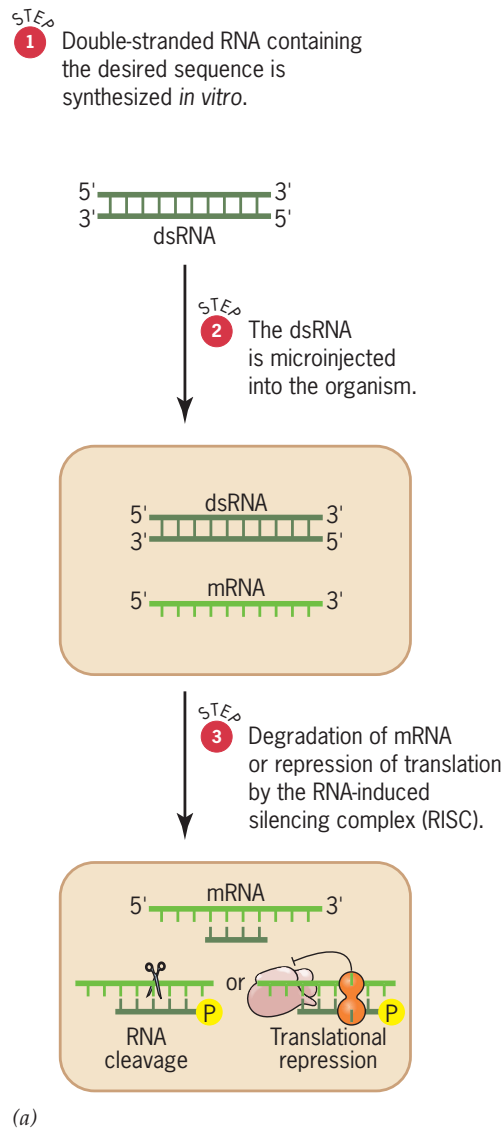 STEP
1 Double-stranded RNA containing
the desired sequence is
synthesized in vitro.
5' 3'
3' 5'
dsRNA
STEP
2 The dsRNA
is microinjected
into the organism.
dsRNA
5' 3'
3' 5'
mRNA
5' 3'
STEP
3 Degradation of mRNA
or repression of translation
by the RNA-induced
silencing complex (RISC).
mRNA
5' 3'
or
P P
RNA
cleavage
Translational
repression
(a)